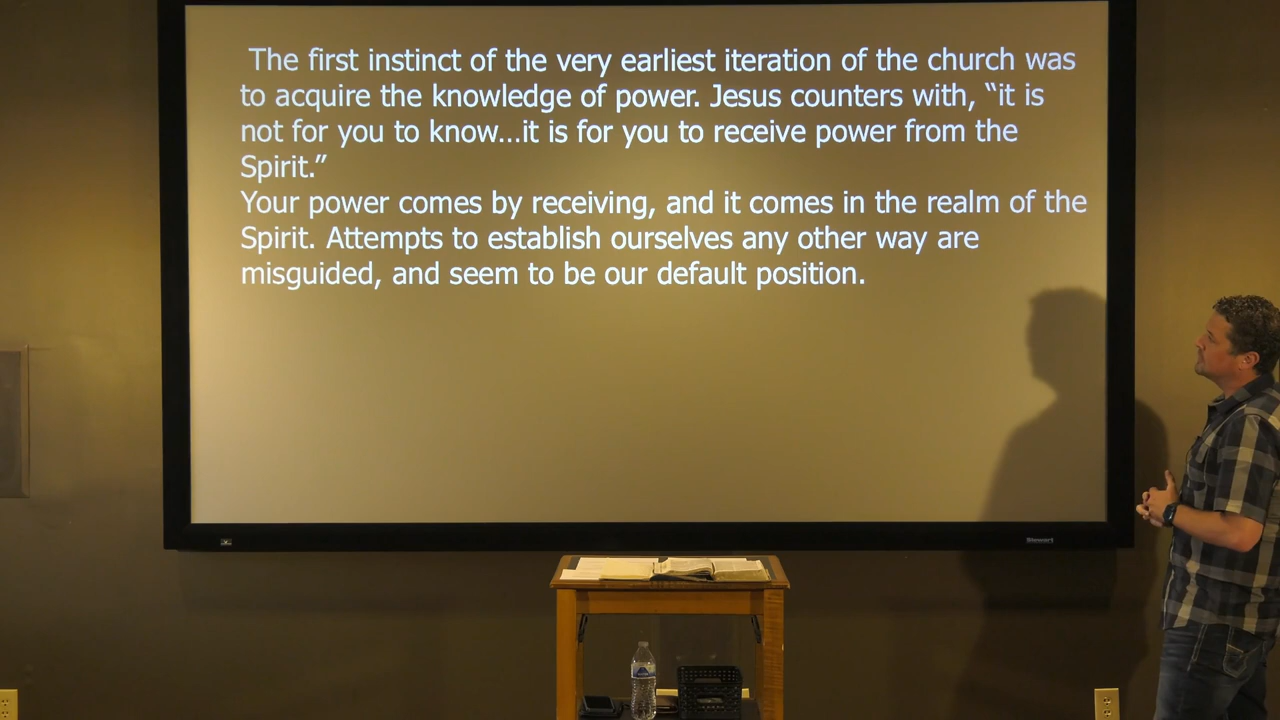 The first instinct of the very earliest iteration of the church was
to acquire the knowledge of power. Jesus counters with, “it is
not for you to know...it is for you to receive power from the
Spirit.”
Your power comes by receiving, and it comes in the realm of the
Spirit. Attempts to establish ourselves any other way are
misguided, and seem to be our default position.
Stewart